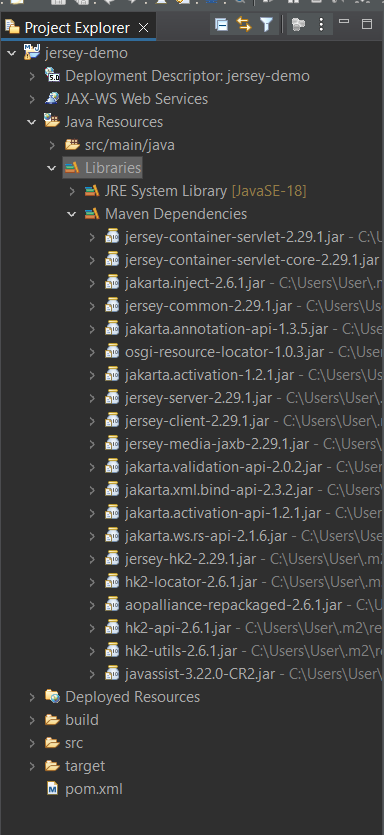 Project Explorer
jersey-demo
Deployment Descriptor: jersey-demo
JAX-WS Web Services
Java Resources
src/main/java
Libraries
JRE System Library [JavaSE-18]
Maven Dependencies
jersey-container-servlet-2.29.1.jar - C:\U
jersey-container-servlet-core-2.29.1.jar
jakarta.inject-2.6.1.jar - C:\Users\User\.m
jersey-common-2.29.1.jar - C:\Users\User\
jakarta.annotation-api-1.3.5.jar - C:\Users
osgi-resource-locator-1.0.3.jar - C:\Users\
jakarta.activation-1.2.1.jar - C:\Users\Use
jersey-server-2.29.1.jar - C:\Users\User\.m
jersey-client-2.29.1.jar - C:\Users\User\.m
jersey-media-jaxb-2.29.1.jar - C:\Users\Us
jakarta.validation-api-2.0.2.jar - C:\Users\
jakarta.xml.bind-api-2.3.2.jar - C:\Users\U
jakarta.activation-api-1.2.1.jar - C:\Users\
jakarta.ws.rs-api-2.1.6.jar - C:\Users\User
jersey-hk2-2.29.1.jar - C:\Users\User\.m2
hk2-locator-2.6.1.jar - C:\Users\User\.m
aopalliance-repackaged-2.6.1.jar - C:\Use
hk2-api-2.6.1.jar - C:\Users\User\.m2\re
hk2-utils-2.6.1.jar - C:\Users\User\.m2\r
javassist-3.22.0-CR2.jar - C:\Users\User\
Deployed Resources
build
src
target
pom.xml